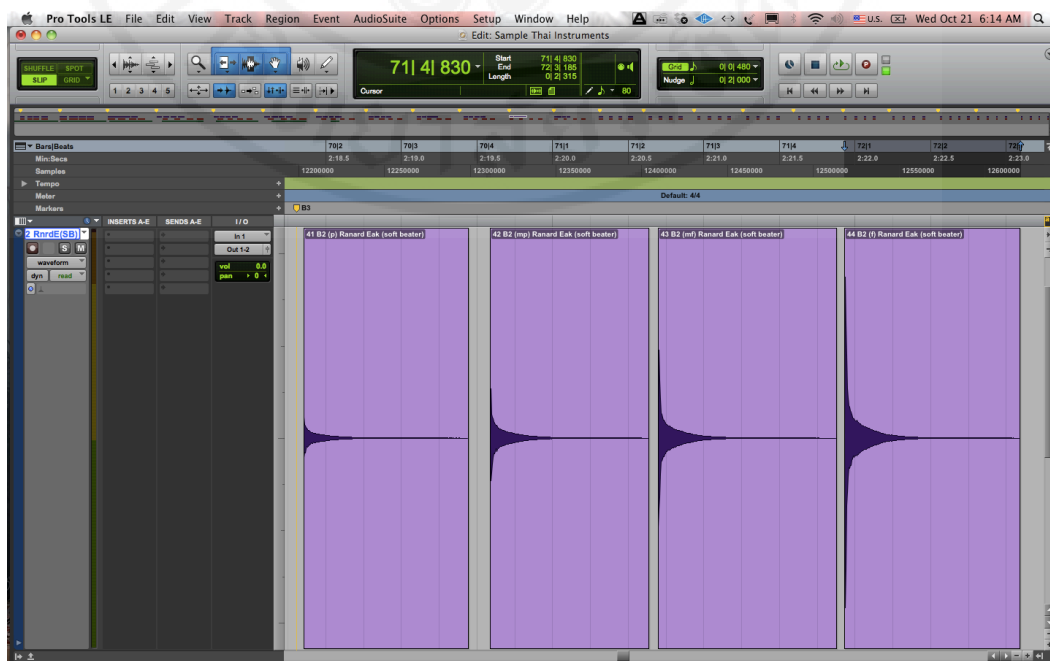 Pro Tools LE File Edit View Track Region Event AudioSuite Options Setup Window Help U.S. Wed Oct 21 6:14 AM
Edit: Sample Thai Instruments
SHUFFLE SPOT
SLIP GRID
1 2 3 4 5
71| 4| 830
Start 71| 4| 830
End 72| 3| 185
Length 0| 2| 315
Cursor
80
Grid 0| 0| 480
Nudge 0| 2| 000
Bars|Beats 70|2 70|3 70|4 71|1 71|2 71|3 71|4 72|1 72|2 72|
Min:Secs 2:18.5 2:19.0 2:19.5 2:20.0 2:20.5 2:21.0 2:21.5 2:22.0 2:22.5 2:23.0
Samples 12200000 12250000 12300000 12350000 12400000 12450000 12500000 12550000 12600000
Tempo
Meter Default: 4/4
Markers B3
INSERTS A-E SENDS A-E I / O
2 RnrdE(SB)
In 1
S M
Out 1-2
waveform
vol 0.0
dyn read
pan 0
41 B2 (p) Ranard Eak (soft beater) 42 B2 (mp) Ranard Eak (soft beater) 43 B2 (mf) Ranard Eak (soft beater) 44 B2 (f) Ranard Eak (soft beater)